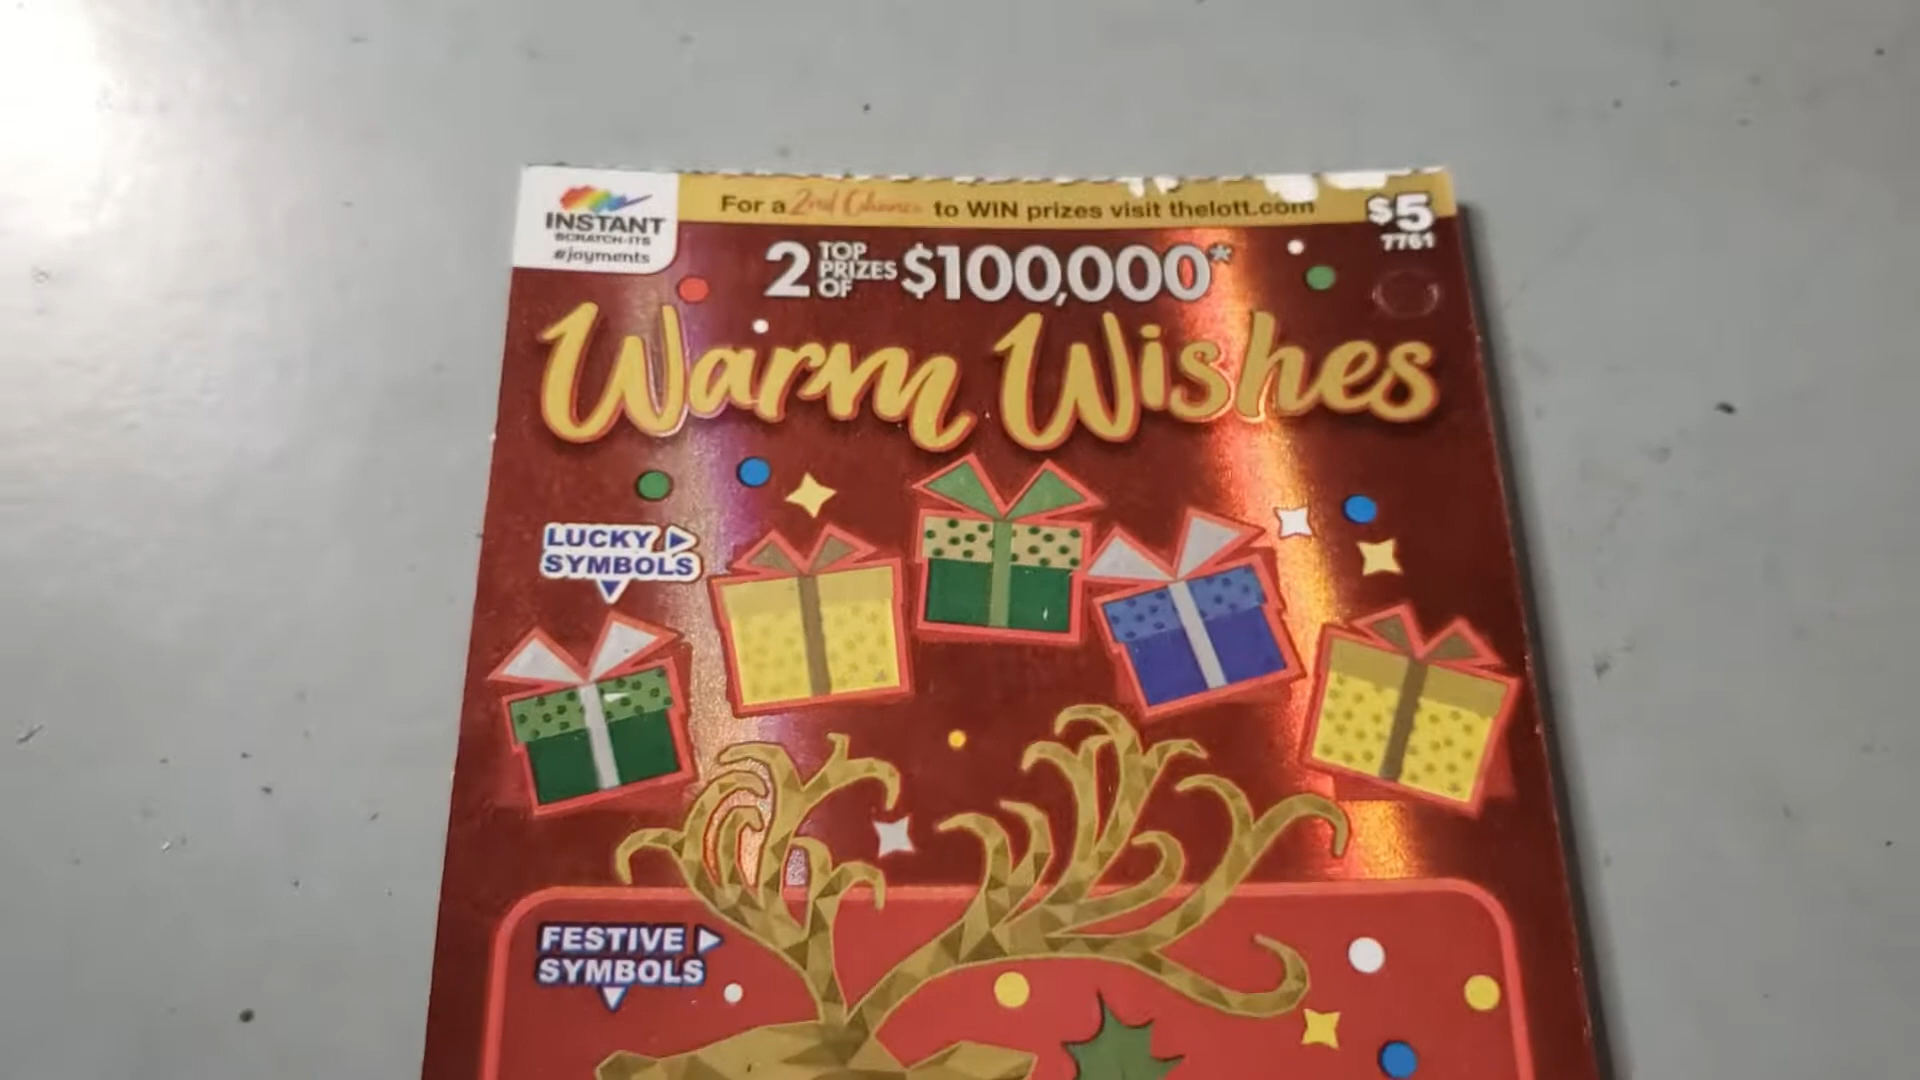 INSTANT
SCRATCH-ITS
#joyments
For a 2nd Chance to WIN prizes visit thelott.com
$5
7761
2 TOP PRIZES OF $100,000*
Warm Wishes
LUCKY
SYMBOLS
FESTIVE
SYMBOLS